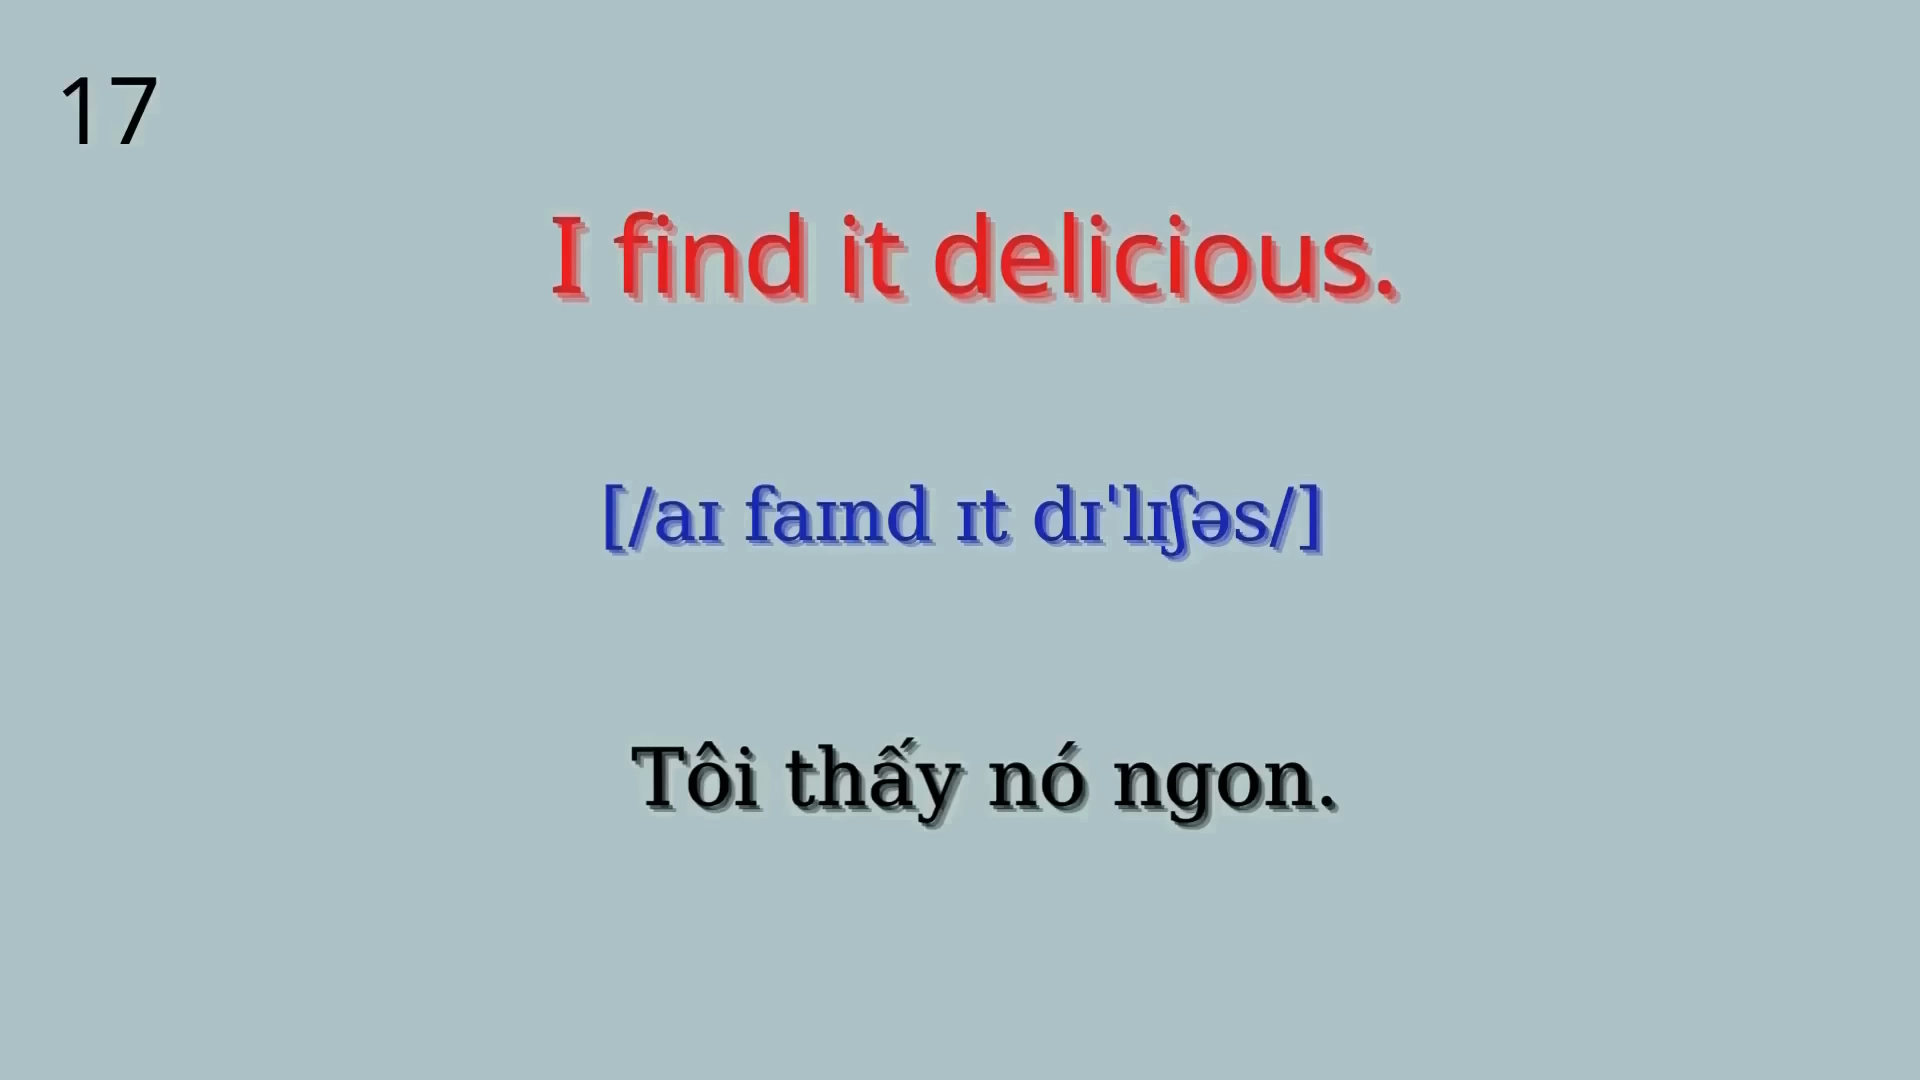 17
I find it delicious.
[/aɪ faɪnd ɪt dɪˈlɪʃəs/]
Tôi thấy nó ngon.